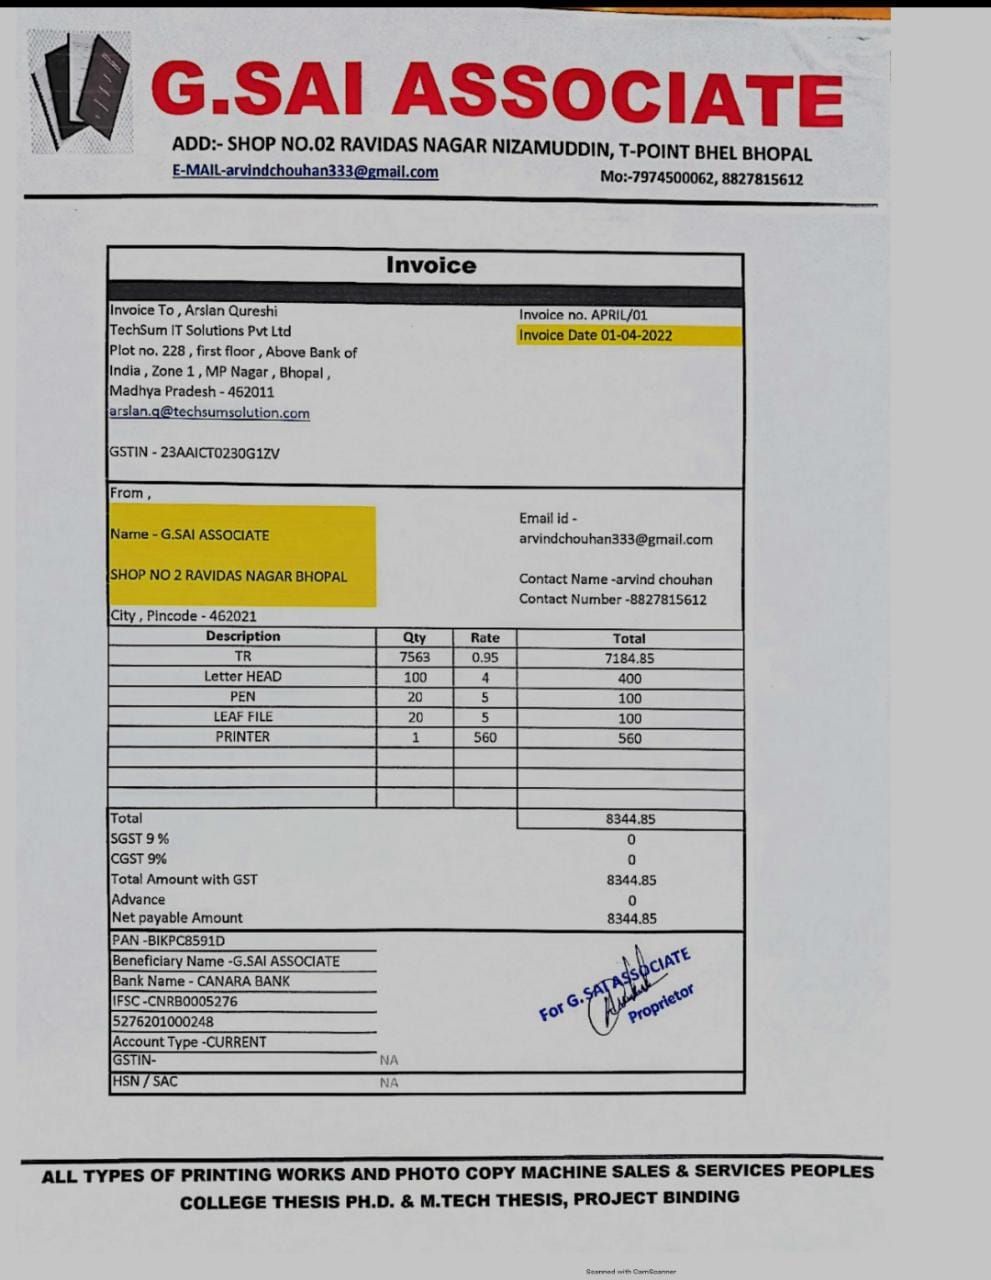 G.SAI ASSOCIATE
ADD:- SHOP NO.02 RAVIDAS NAGAR NIZAMUDDIN, T-POINT BHEL BHOPAL
E-MAIL-arvindchouhan333@gmail.com Mo:-7974500062, 8827815612
Invoice
Invoice To , Arslan Qureshi
TechSum IT Solutions Pvt Ltd
Plot no. 228 , first floor , Above Bank of
India , Zone 1 , MP Nagar , Bhopal ,
Madhya Pradesh - 462011
arslan.q@techsumsolution.com
GSTIN - 23AAICT0230G1ZV
Invoice no. APRIL/01
Invoice Date 01-04-2022
From ,
Name - G.SAI ASSOCIATE
SHOP NO 2 RAVIDAS NAGAR BHOPAL
City , Pincode - 462021
Email id -
arvindchouhan333@gmail.com
Contact Name -arvind chouhan
Contact Number -8827815612
Description Qty Rate Total
TR 7563 0.95 7184.85
Letter HEAD 100 4 400
PEN 20 5 100
LEAF FILE 20 5 100
PRINTER 1 560 560
Total 8344.85
SGST 9 % 0
CGST 9% 0
Total Amount with GST 8344.85
Advance 0
Net payable Amount 8344.85
PAN -BIKPC8591D
Beneficiary Name -G.SAI ASSOCIATE
Bank Name - CANARA BANK
IFSC -CNRB0005276
5276201000248
Account Type -CURRENT
GSTIN- NA
HSN / SAC NA
For G.SAI ASSOCIATE
Proprietor
ALL TYPES OF PRINTING WORKS AND PHOTO COPY MACHINE SALES & SERVICES PEOPLES
COLLEGE THESIS PH.D. & M.TECH THESIS, PROJECT BINDING
Scanned with CamScanner